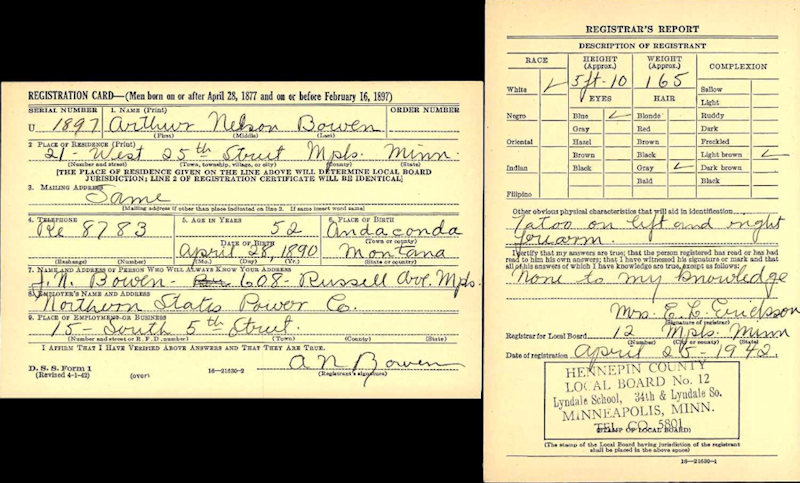 REGISTRATION CARD—(Men born on or after April 28, 1877 and on or before February 16, 1897)
SERIAL NUMBER 1. NAME (Print) ORDER NUMBER
U 1897 Arthur Nelson Bowen
(First) (Middle) (Last)
2. PLACE OF RESIDENCE (Print)
21- West 25th Street Mpls. Minn.
(Number and street) (Town, township, village, or city) (County) (State)
[THE PLACE OF RESIDENCE GIVEN ON THE LINE ABOVE WILL DETERMINE LOCAL BOARD
JURISDICTION; LINE 2 OF REGISTRATION CERTIFICATE WILL BE IDENTICAL]
3. MAILING ADDRESS
Same
[Mailing address if other than place indicated on line 2. If same insert word same]
4. TELEPHONE 5. AGE IN YEARS 6. PLACE OF BIRTH
Re 8783 52 Andaconda
DATE OF BIRTH (Town or county)
April 28, 1890 Montana
(Exchange) (Number) (Mo.) (Day) (Yr.) (State or country)
7. NAME AND ADDRESS OF PERSON WHO WILL ALWAYS KNOW YOUR ADDRESS
J. N. Bowen- 608- Russell Ave. Mpls.
8. EMPLOYER'S NAME AND ADDRESS
Northern States Power Co.
9. PLACE OF EMPLOYMENT OR BUSINESS
15- South 5th Street.
(Number and street or R. F. D. number) (Town) (County) (State)
I AFFIRM THAT I HAVE VERIFIED ABOVE ANSWERS AND THAT THEY ARE TRUE.
A N Bowen
D. S. S. Form 1
(Revised 4-1-42) (over) 16—21630-2 (Registrant's signature)
REGISTRAR'S REPORT
DESCRIPTION OF REGISTRANT
RACE HEIGHT (Approx.) WEIGHT (Approx.) COMPLEXION
White 5 ft-10 165 Sallow
EYES HAIR Light
Negro Blue Blonde Ruddy
Gray Red Dark
Oriental Hazel Brown Freckled
Brown Black Light brown
Indian Black Gray Dark brown
Bald Black
Filipino
Other obvious physical characteristics that will aid in identification
Tatoo on lift and right
forearm.
I certify that my answers are true; that the person registered has read or has had
read to him his own answers; that I have witnessed his signature or mark and that
all of his answers of which I have knowledge are true, except as follows:
None to my knowledge
Mrs. E. L. Erickson
(Signature of registrar)
Registrar for Local Board 12 Mpls. Minn
(Number) (City or county) (State)
Date of registration April 25- 1942.
HENNEPIN COUNTY
LOCAL BOARD No. 12
Lyndale School, 34th & Lyndale So.
MINNEAPOLIS, MINN.
TEL. CO. 5801
(STAMP OF LOCAL BOARD)
(The stamp of the Local Board having jurisdiction of the registrant
shall be placed in the above space)
16—21630-1